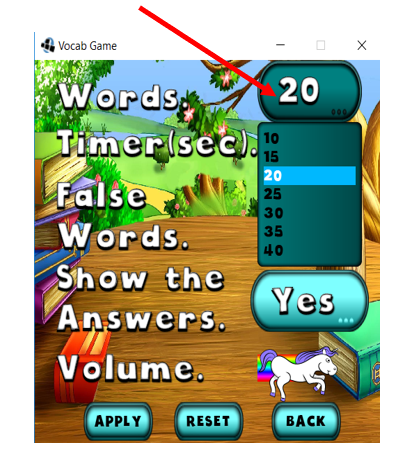 Vocab Game
Words. 20
Timer(sec).
10
15
20
25
30
35
40
False
Words.
Show the
Answers. Yes
Volume.
APPLY RESET BACK